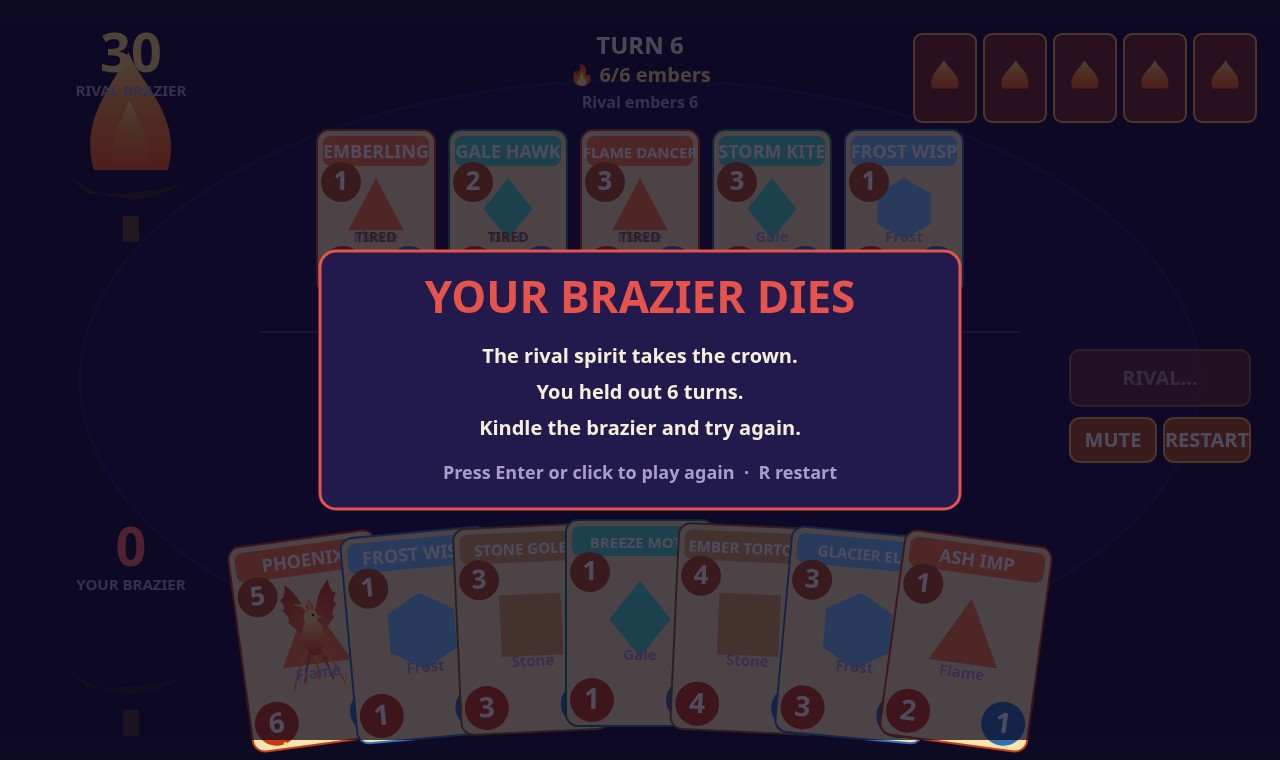 30
RIVAL BRAZIER
TURN 6
6/6 embers
Rival embers 6
EMBERLING
1
TIRED
GALE HAWK
2
TIRED
FLAME DANCER
3
TIRED
STORM KITE
3
Gale
FROST WISP
1
Frost
YOUR BRAZIER DIES
The rival spirit takes the crown.
You held out 6 turns.
Kindle the brazier and try again.
Press Enter or click to play again · R restart
RIVAL...
MUTE
RESTART
0
YOUR BRAZIER
PHOENIX
5
Flame
6
FROST WIS
1
Frost
1
STONE GOLE
3
Stone
3
BREEZE MOT
1
Gale
1
EMBER TORTO
4
Stone
4
GLACIER EL
3
Frost
3
ASH IMP
1
Flame
2
1